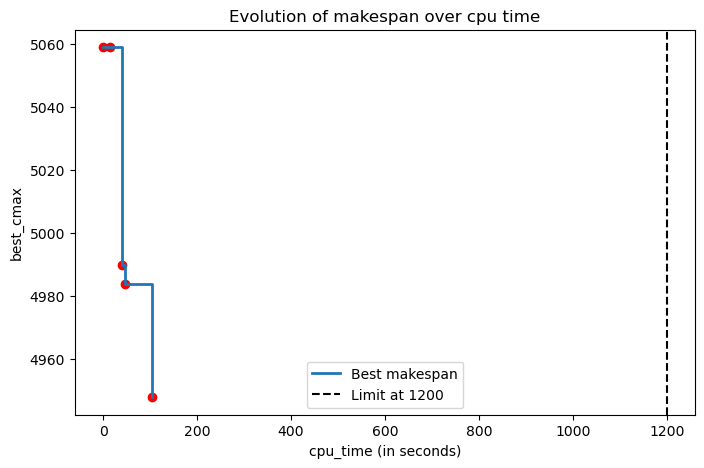 Evolution of makespan over cpu time
best_cmax
5060
5040
5020
5000
4980
4960
0
200
400
600
800
1000
1200
cpu_time (in seconds)
Best makespan
Limit at 1200